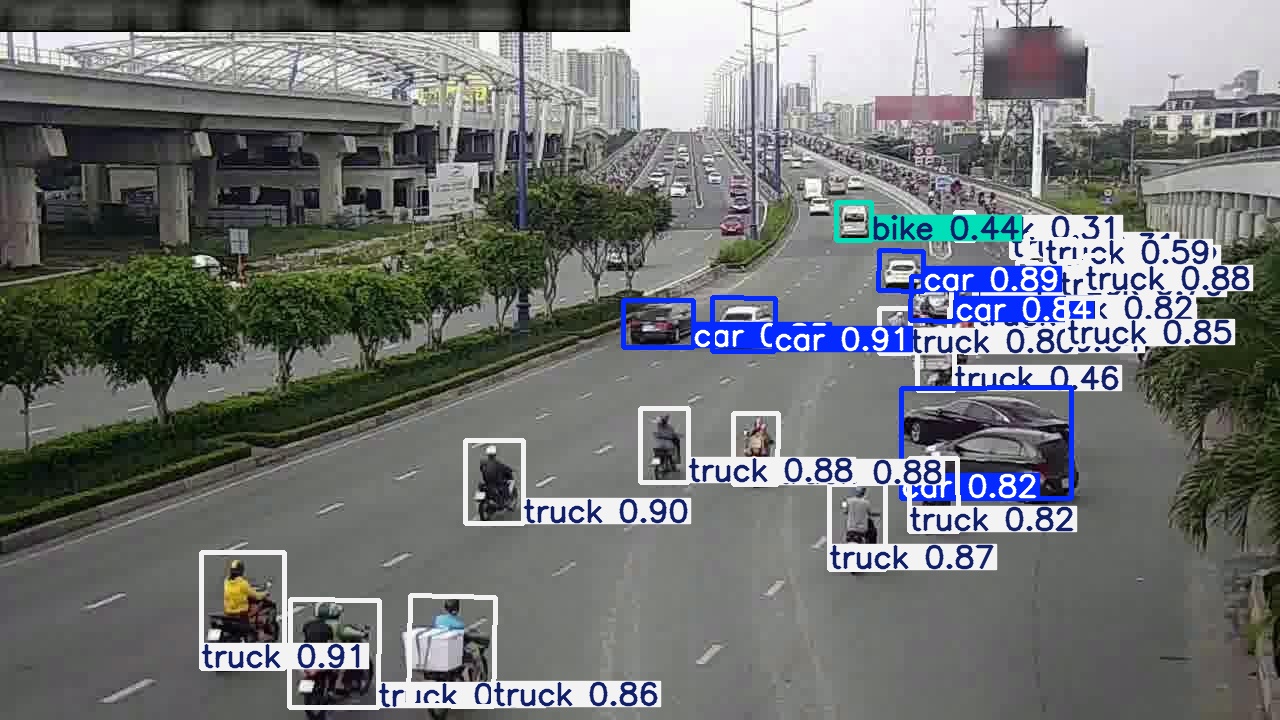 bike 0.44
0.31
truck 0.59
car 0.89
truck 0.88
car 0.84
0.82
car
car 0.91
truck 0.80
truck 0.85
truck 0.46
truck 0.88
0.88
car 0.82
truck 0.90
truck 0.82
truck 0.87
truck 0.91
truck
truck 0.86